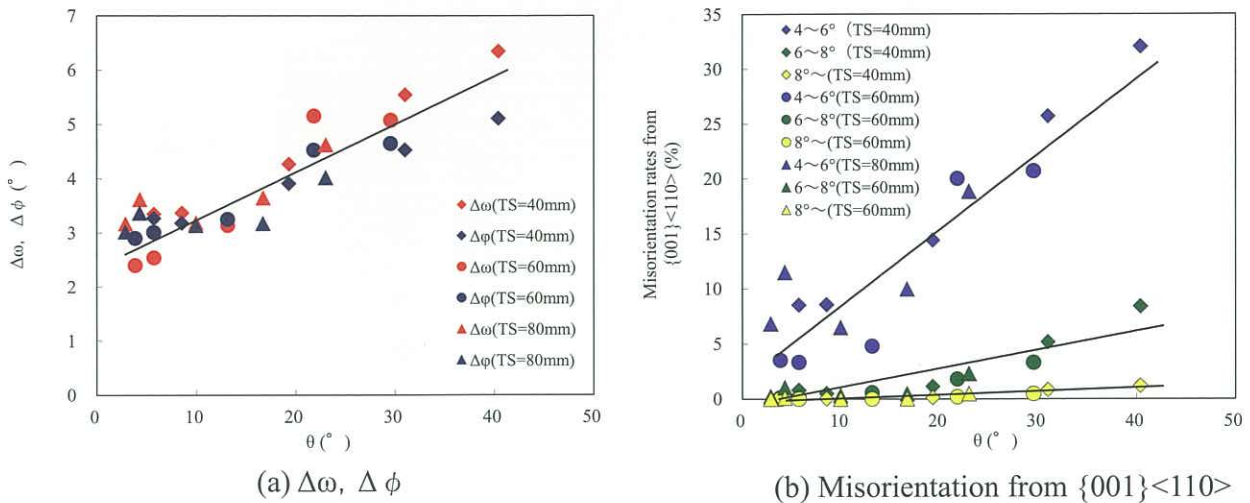 7
6
5
4
3
2
1
0
0 10 20 30 40 50
Δω, Δφ(°)
θ(°)
Δω(TS=40mm)
Δφ(TS=40mm)
Δω(TS=60mm)
Δφ(TS=60mm)
Δω(TS=80mm)
Δφ(TS=80mm)
(a) Δω, Δφ
35
30
25
20
15
10
5
0
0 10 20 30 40 50
Misorientation rates from
{001}<110> (%)
θ(°)
4～6° (TS=40mm)
6～8° (TS=40mm)
8°～(TS=40mm)
4～6°(TS=60mm)
6～8°(TS=60mm)
8°～(TS=60mm)
4～6°(TS=80mm)
6～8°(TS=60mm)
8°～(TS=60mm)
(b) Misorientation from {001}<110>